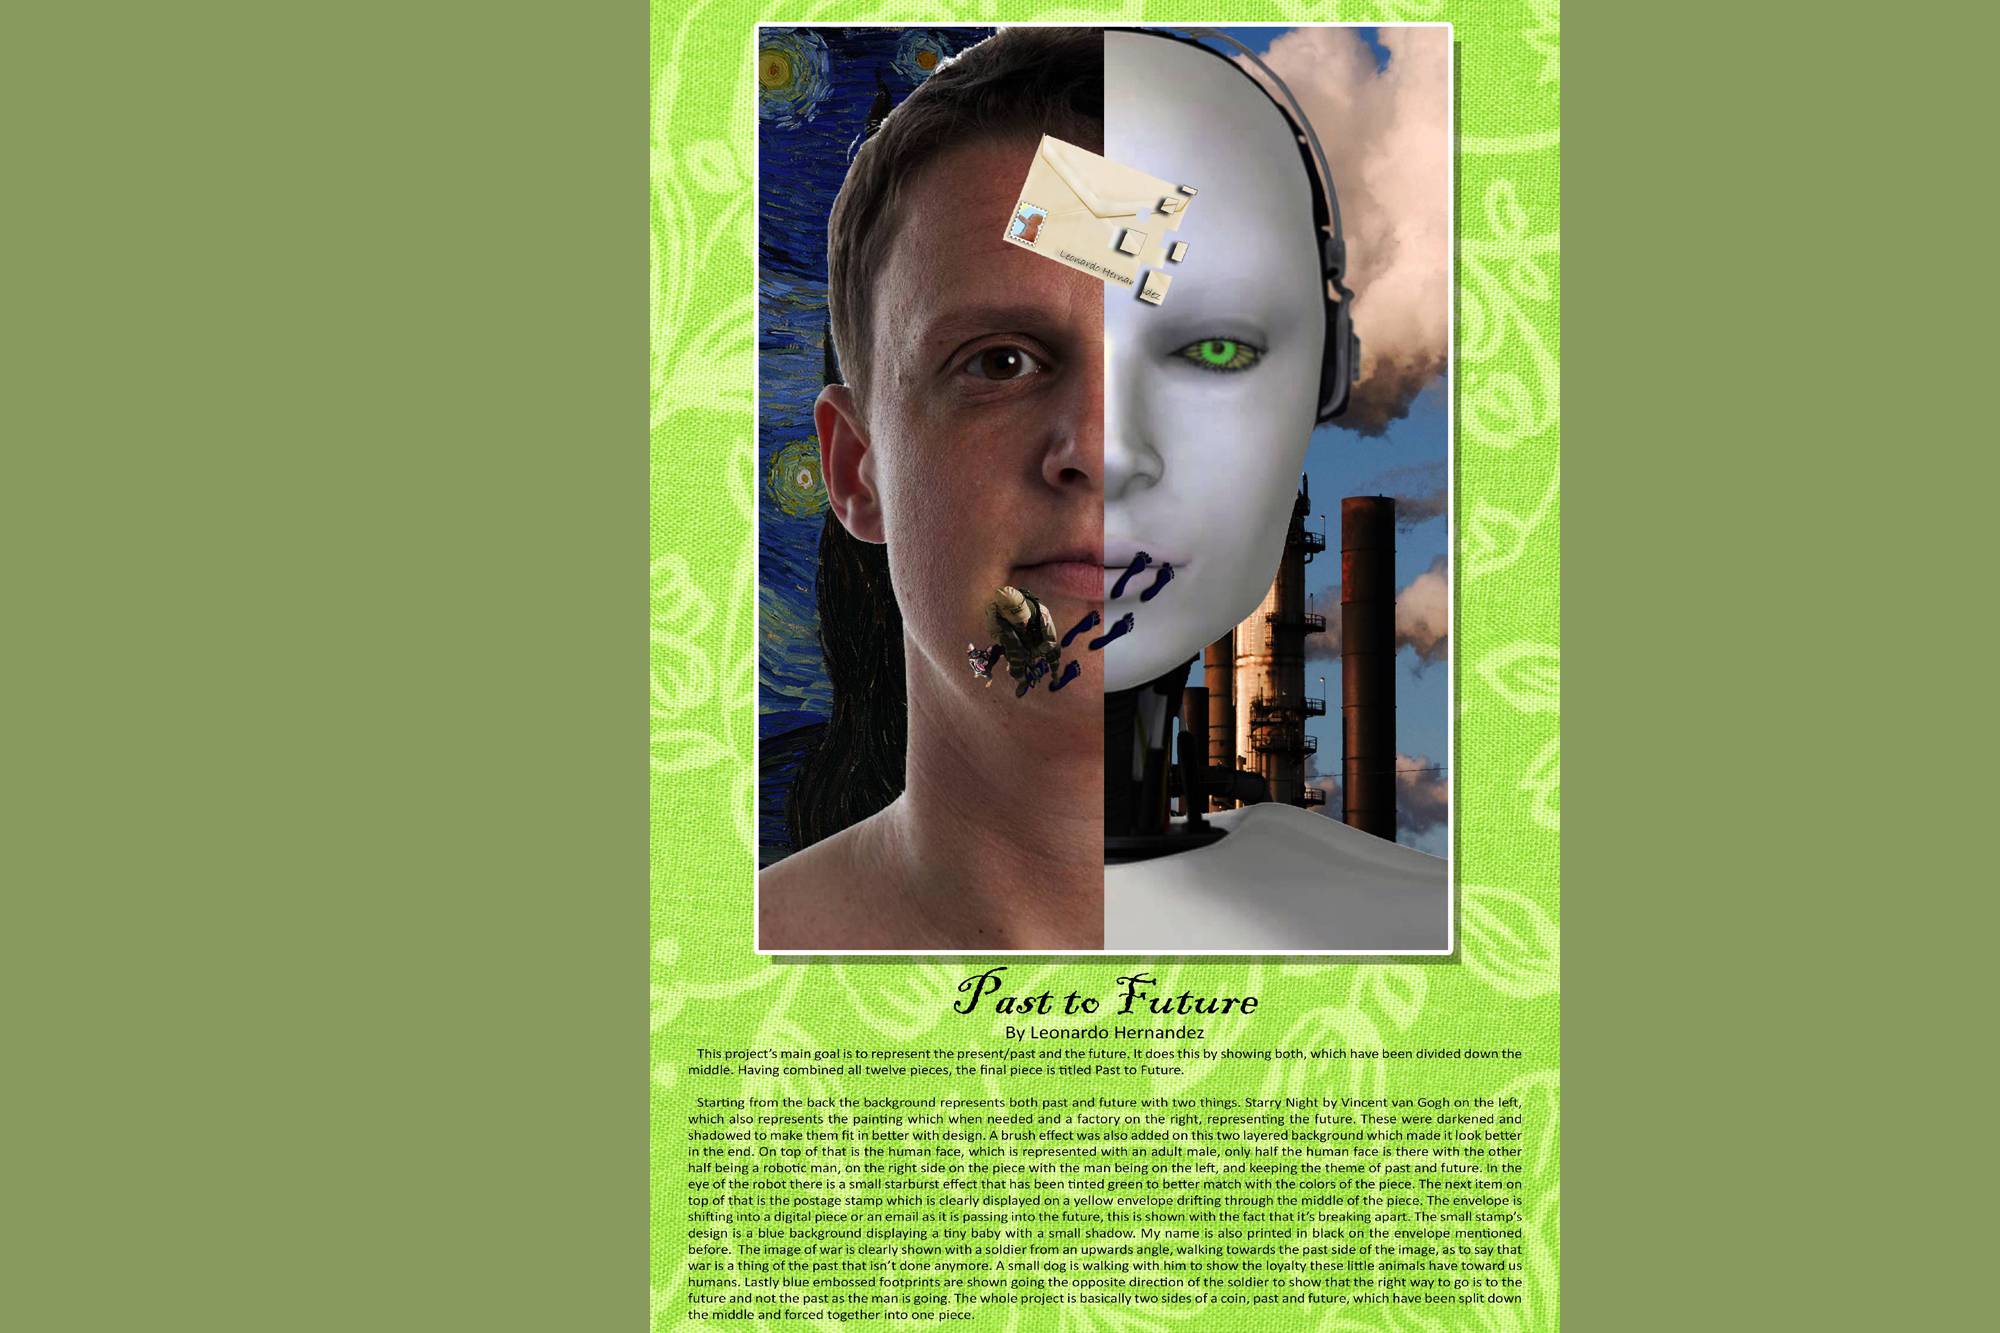 Leonardo Hernandez
Past to Future
By Leonardo Hernandez
This project's main goal is to represent the present/past and the future. It does this by showing both, which have been divided down the
middle. Having combined all twelve pieces, the final piece is titled Past to Future.
Starting from the back the background represents both past and future with two things. Starry Night by Vincent van Gogh on the left,
which also represents the painting which when needed and a factory on the right, representing the future. These were darkened and
shadowed to make them fit in better with design. A brush effect was also added on this two layered background which made it look better
in the end. On top of that is the human face, which is represented with an adult male, only half the human face is there with the other
half being a robotic man, on the right side on the piece with the man being on the left, and keeping the theme of past and future. In the
eye of the robot there is a small starburst effect that has been tinted green to better match with the colors of the piece. The next item on
top of that is the postage stamp which is clearly displayed on a yellow envelope drifting through the middle of the piece. The envelope is
shifting into a digital piece or an email as it is passing into the future, this is shown with the fact that it's breaking apart. The small stamp's
design is a blue background displaying a tiny baby with a small shadow. My name is also printed in black on the envelope mentioned
before. The image of war is clearly shown with a soldier from an upwards angle, walking towards the past side of the image, as to say that
war is a thing of the past that isn't done anymore. A small dog is walking with him to show the loyalty these little animals have toward us
humans. Lastly blue embossed footprints are shown going the opposite direction of the soldier to show that the right way to go is to the
future and not the past as the man is going. The whole project is basically two sides of a coin, past and future, which have been split down
the middle and forced together into one piece.